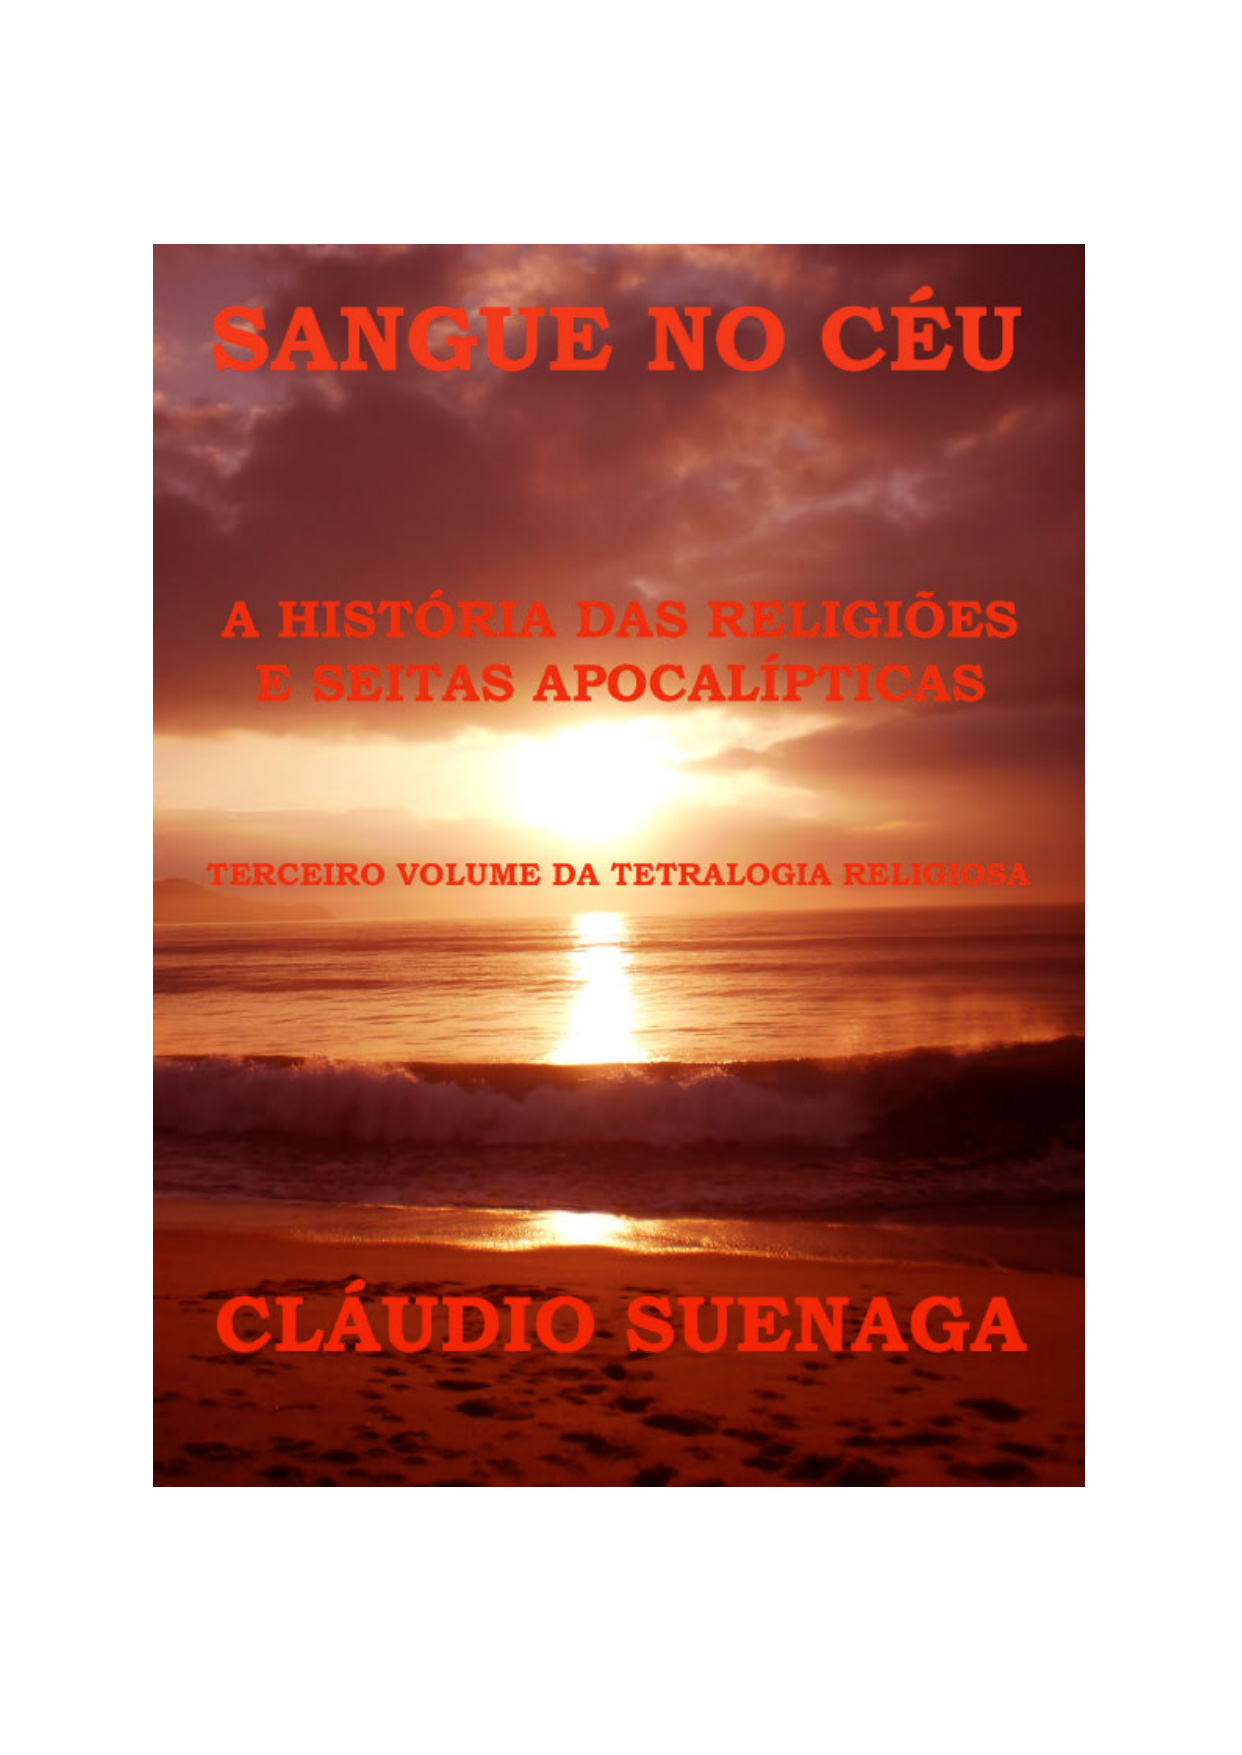 SANGUE NO CÉU
A HISTÓRIA DAS RELIGIÕES
E SEITAS APOCALÍPTICAS
TERCEIRO VOLUME DA TETRALOGIA RELIGIOSA
CLÁUDIO SUENAGA